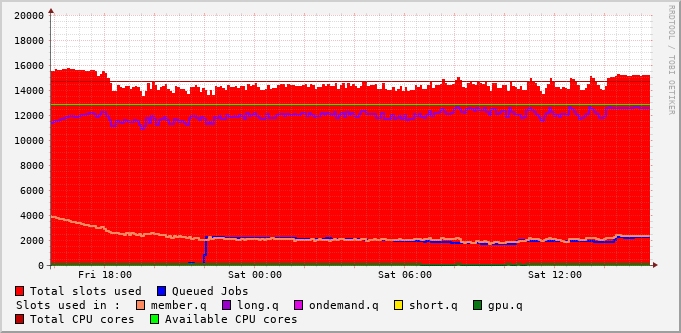 20000
18000
16000
14000
12000
10000
8000
6000
4000
2000
0
Fri 18:00 Sat 00:00 Sat 06:00 Sat 12:00
RRDTOOL / TOBI OETIKER
Total slots used Queued Jobs
Slots used in : member.q long.q ondemand.q short.q gpu.q
Total CPU cores Available CPU cores